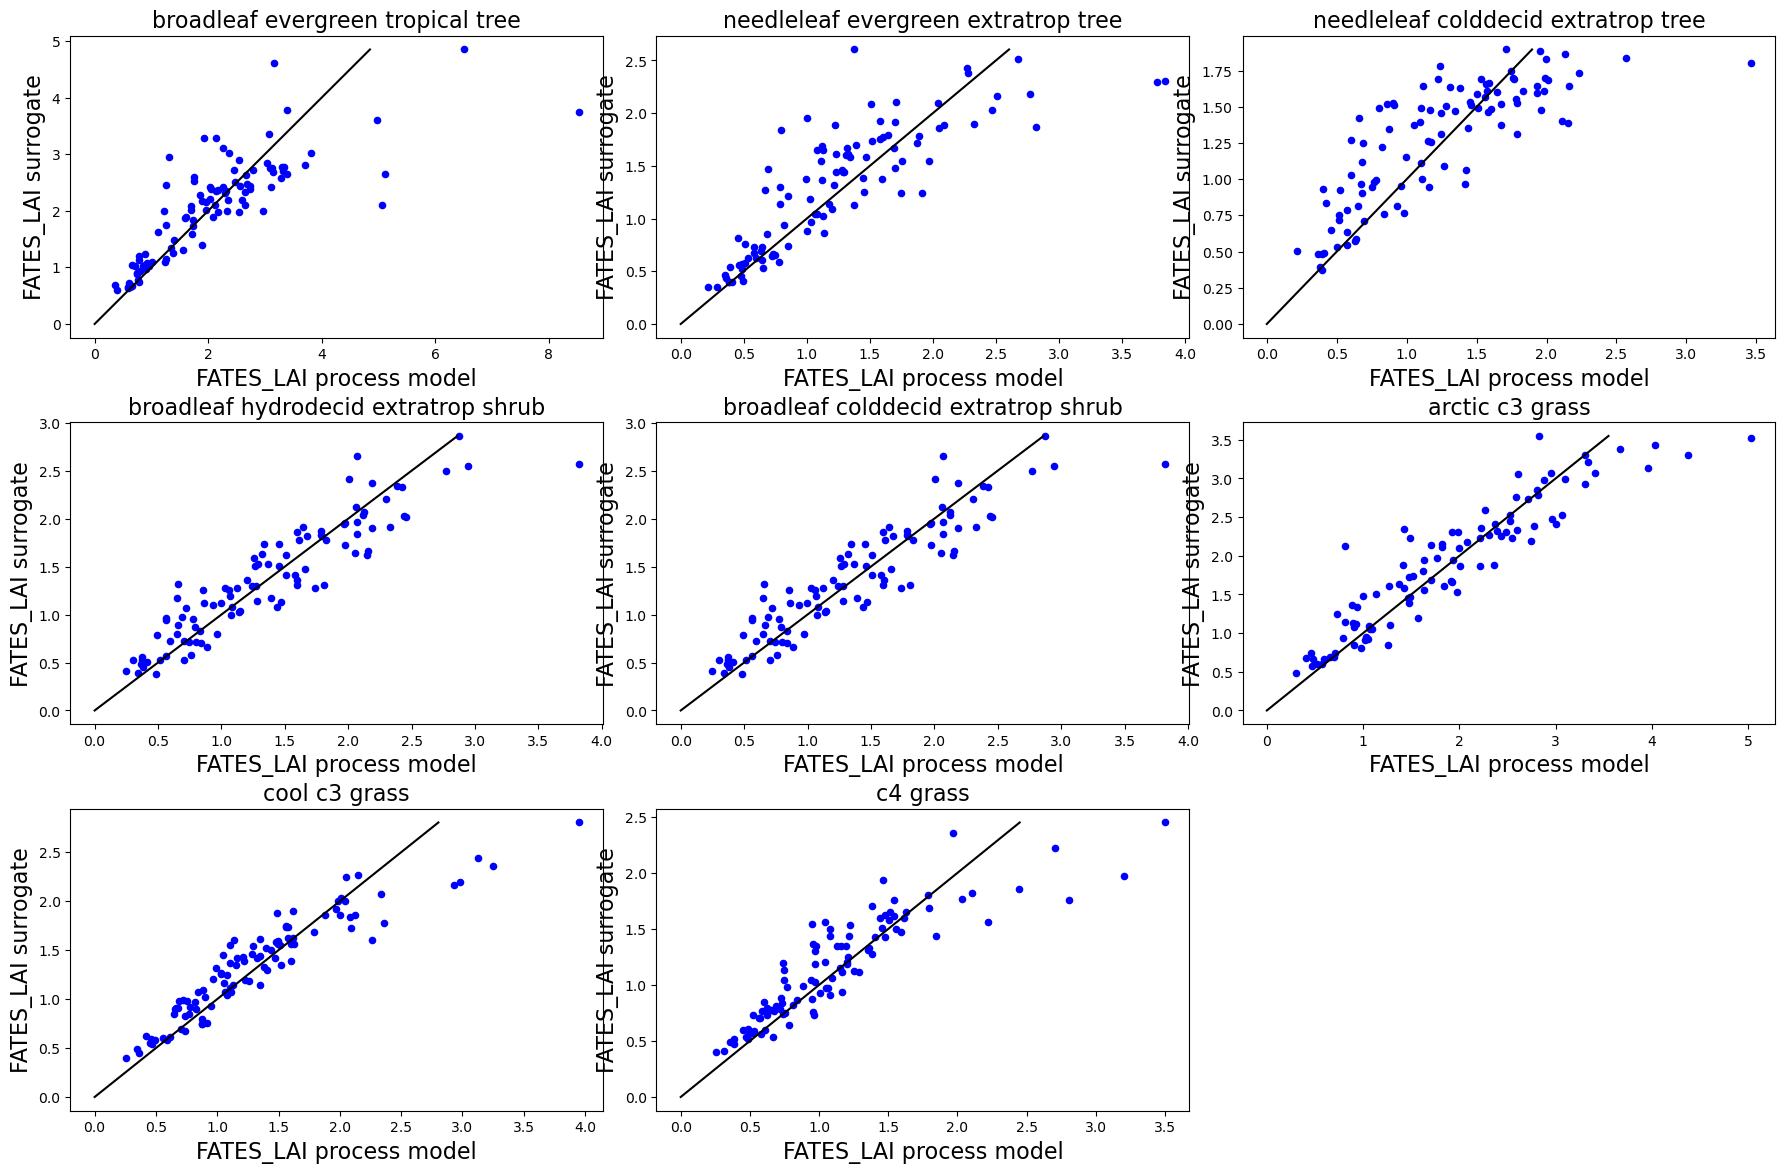 broadleaf evergreen tropical tree
FATES_LAI surrogate
5
4
3
2
1
0
0 2 4 6 8
FATES_LAI process model
needleleaf evergreen extratrop tree
FATES_LAI surrogate
2.5
2.0
1.5
1.0
0.5
0.0
0.0 0.5 1.0 1.5 2.0 2.5 3.0 3.5 4.0
FATES_LAI process model
needleleaf colddecid extratrop tree
FATES_LAI surrogate
1.75
1.50
1.25
1.00
0.75
0.50
0.25
0.00
0.0 0.5 1.0 1.5 2.0 2.5 3.0 3.5
FATES_LAI process model
broadleaf hydrodecid extratrop shrub
FATES_LAI surrogate
3.0
2.5
2.0
1.5
1.0
0.5
0.0
0.0 0.5 1.0 1.5 2.0 2.5 3.0 3.5 4.0
FATES_LAI process model
broadleaf colddecid extratrop shrub
FATES_LAI surrogate
3.0
2.5
2.0
1.5
1.0
0.5
0.0
0.0 0.5 1.0 1.5 2.0 2.5 3.0 3.5 4.0
FATES_LAI process model
arctic c3 grass
FATES_LAI surrogate
3.5
3.0
2.5
2.0
1.5
1.0
0.5
0.0
0 1 2 3 4 5
FATES_LAI process model
cool c3 grass
FATES_LAI surrogate
2.5
2.0
1.5
1.0
0.5
0.0
0.0 0.5 1.0 1.5 2.0 2.5 3.0 3.5 4.0
FATES_LAI process model
c4 grass
FATES_LAI surrogate
2.5
2.0
1.5
1.0
0.5
0.0
0.0 0.5 1.0 1.5 2.0 2.5 3.0 3.5
FATES_LAI process model